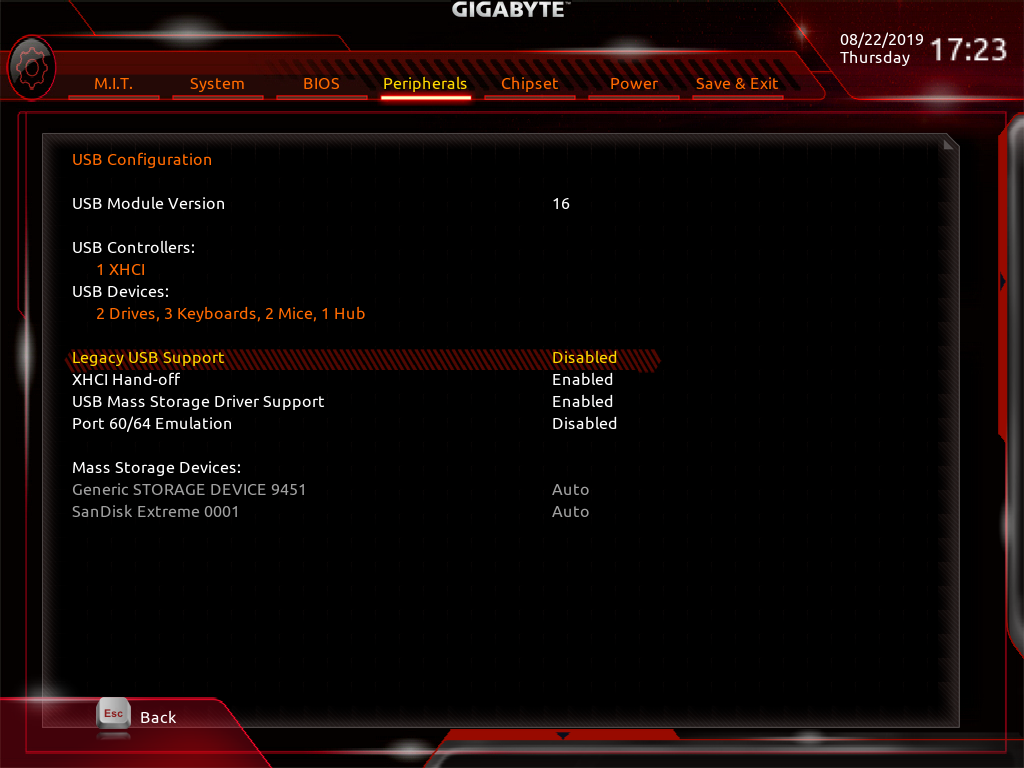 GIGABYTE™
08/22/2019
Thursday
17:23
M.I.T. System BIOS Peripherals Chipset Power Save & Exit
USB Configuration
USB Module Version 16
USB Controllers:
1 XHCI
USB Devices:
2 Drives, 3 Keyboards, 2 Mice, 1 Hub
Legacy USB Support Disabled
XHCI Hand-off Enabled
USB Mass Storage Driver Support Enabled
Port 60/64 Emulation Disabled
Mass Storage Devices:
Generic STORAGE DEVICE 9451 Auto
SanDisk Extreme 0001 Auto
Esc Back